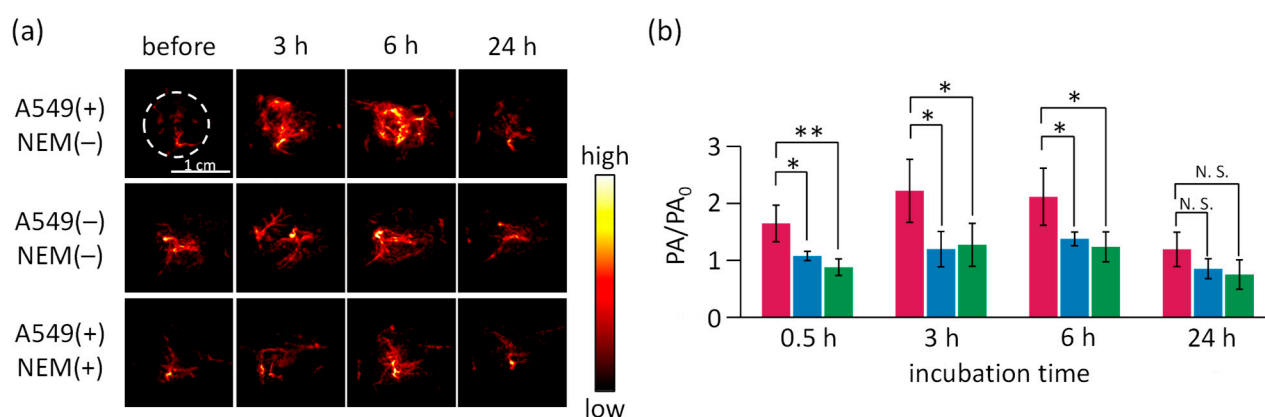 (a)
before 3 h 6 h 24 h
A549(+)
NEM(–)
1 cm
A549(–)
NEM(–)
A549(+)
NEM(+)
high
low
(b)
PA/PA₀
3
2
1
0
*
**
*
*
*
*
N. S.
N. S.
0.5 h 3 h 6 h 24 h
incubation time